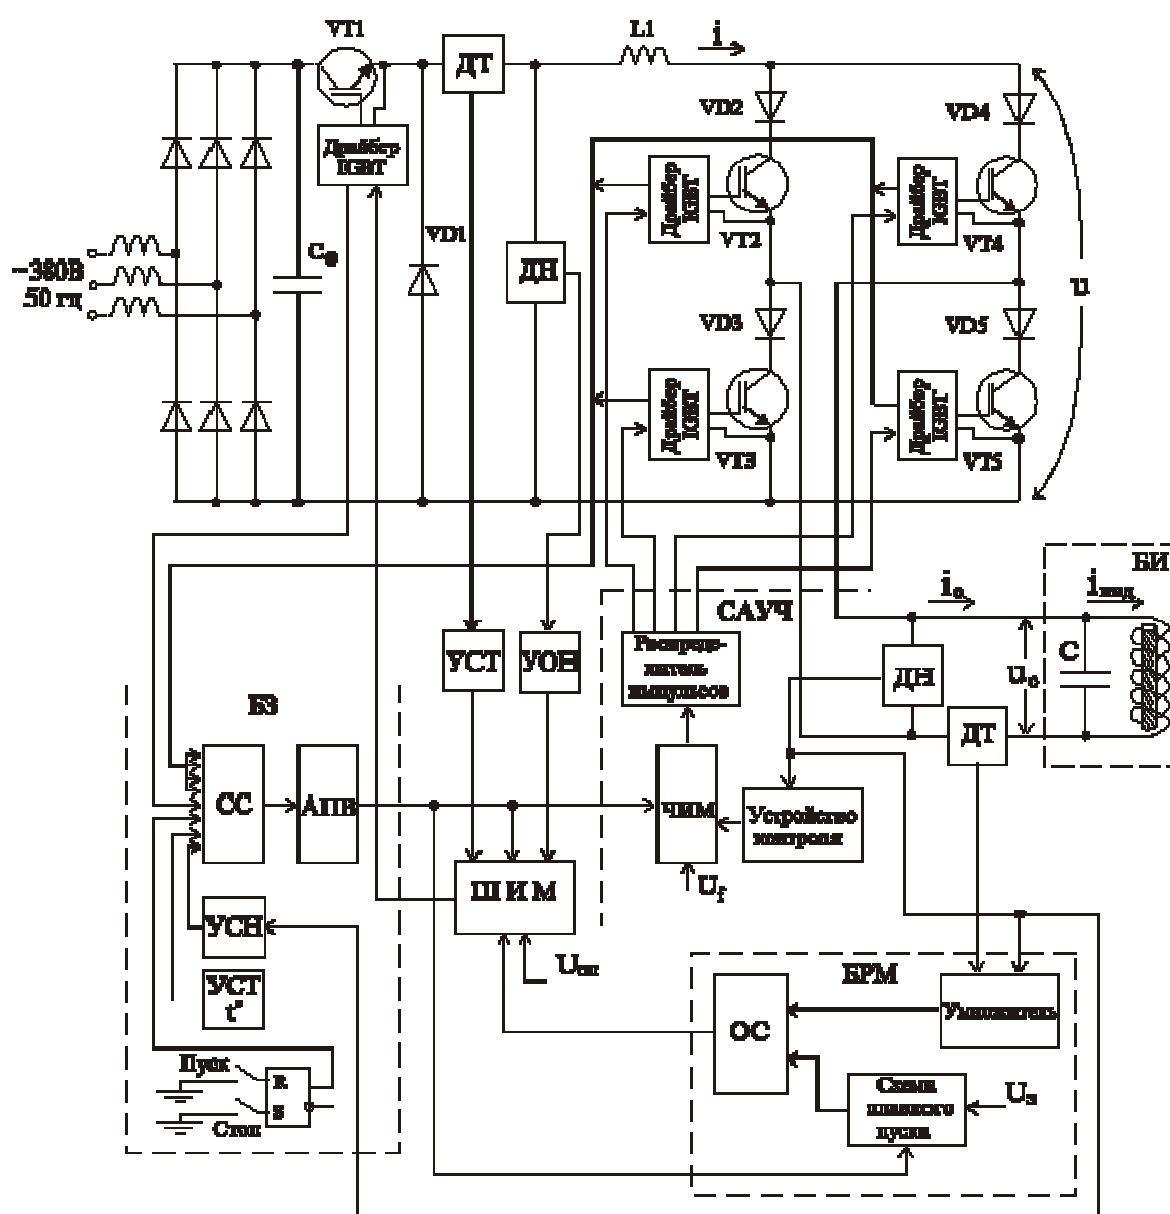 VT1
ДТ
L1
i
VD2
VD4
Драйвер
IGBT
Драйвер
IGBT
Драйвер
IGBT
VD1
VT2
VT4
Cф
~380В
50 гц
ДН
u
VD3
VD5
Драйвер
IGBT
Драйвер
IGBT
VT3
VT5
БИ
САУЧ
iо
iинд
УСТ
УОН
Распреде-
литель
импульсов
ДН
uо
C
БЗ
ДТ
СС
АПВ
ЧИМ
Устройство
контроля
Uf
ШИМ
УСН
Uоп
БРМ
УСТ
t°
ОС
Умножитель
Пуск
R
S
Стоп
Схема
плавного
пуска
Uз